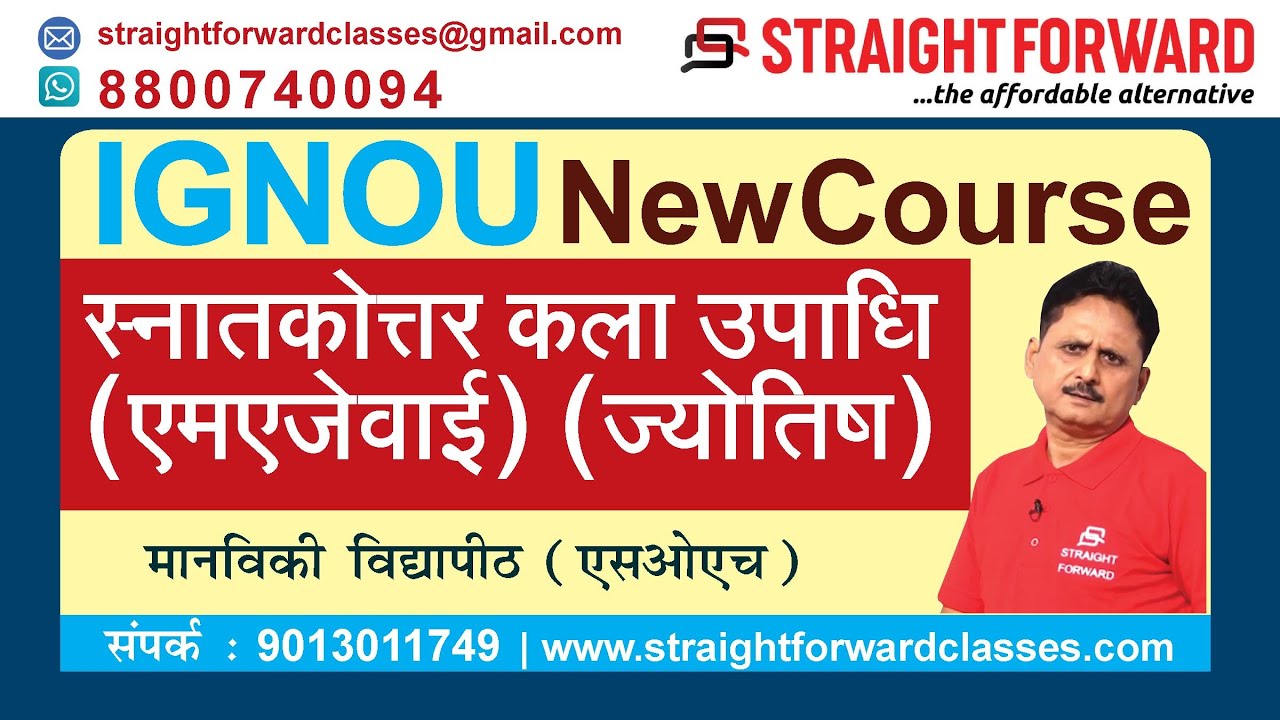 straightforwardclasses@gmail.com
8800740094
STRAIGHT FORWARD
...the affordable alternative
IGNOU NewCourse
स्नातकोत्तर कला उपाधि
(एमएजेवाई) (ज्योतिष)
मानविकी विद्यापीठ ( एसओएच )
STRAIGHT
FORWARD
संपर्क : 9013011749 | www.straightforwardclasses.com